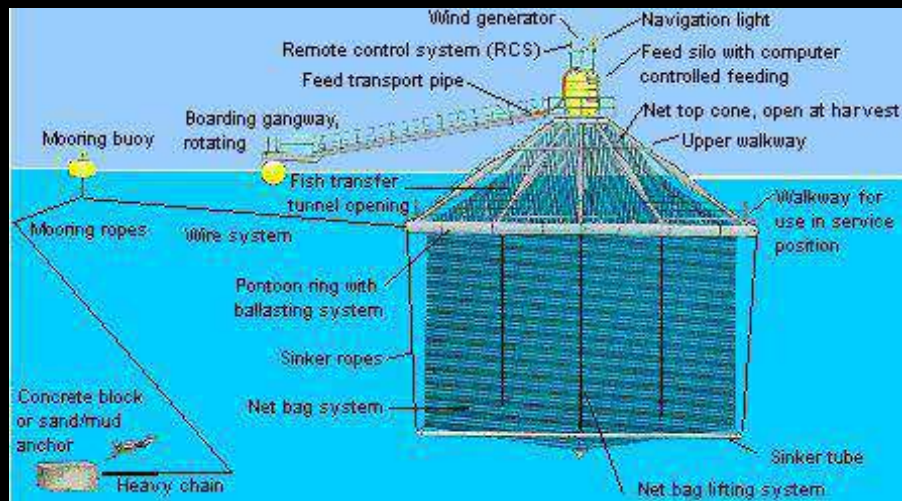 Wind generator
Navigation light
Remote control system (RCS)
Feed silo with computer
controlled feeding
Feed transport pipe
Net top cone, open at harvest
Boarding gangway,
rotating
Mooring buoy
Upper walkway
Fish transfer
tunnel opening
Walkway for
use in service
position
Mooring ropes
Wire system
Pontoon ring with
ballasting system
Sinker ropes
Concrete block
or sand/mud
anchor
Net bag system
Sinker tube
Heavy chain
Net bag lifting system